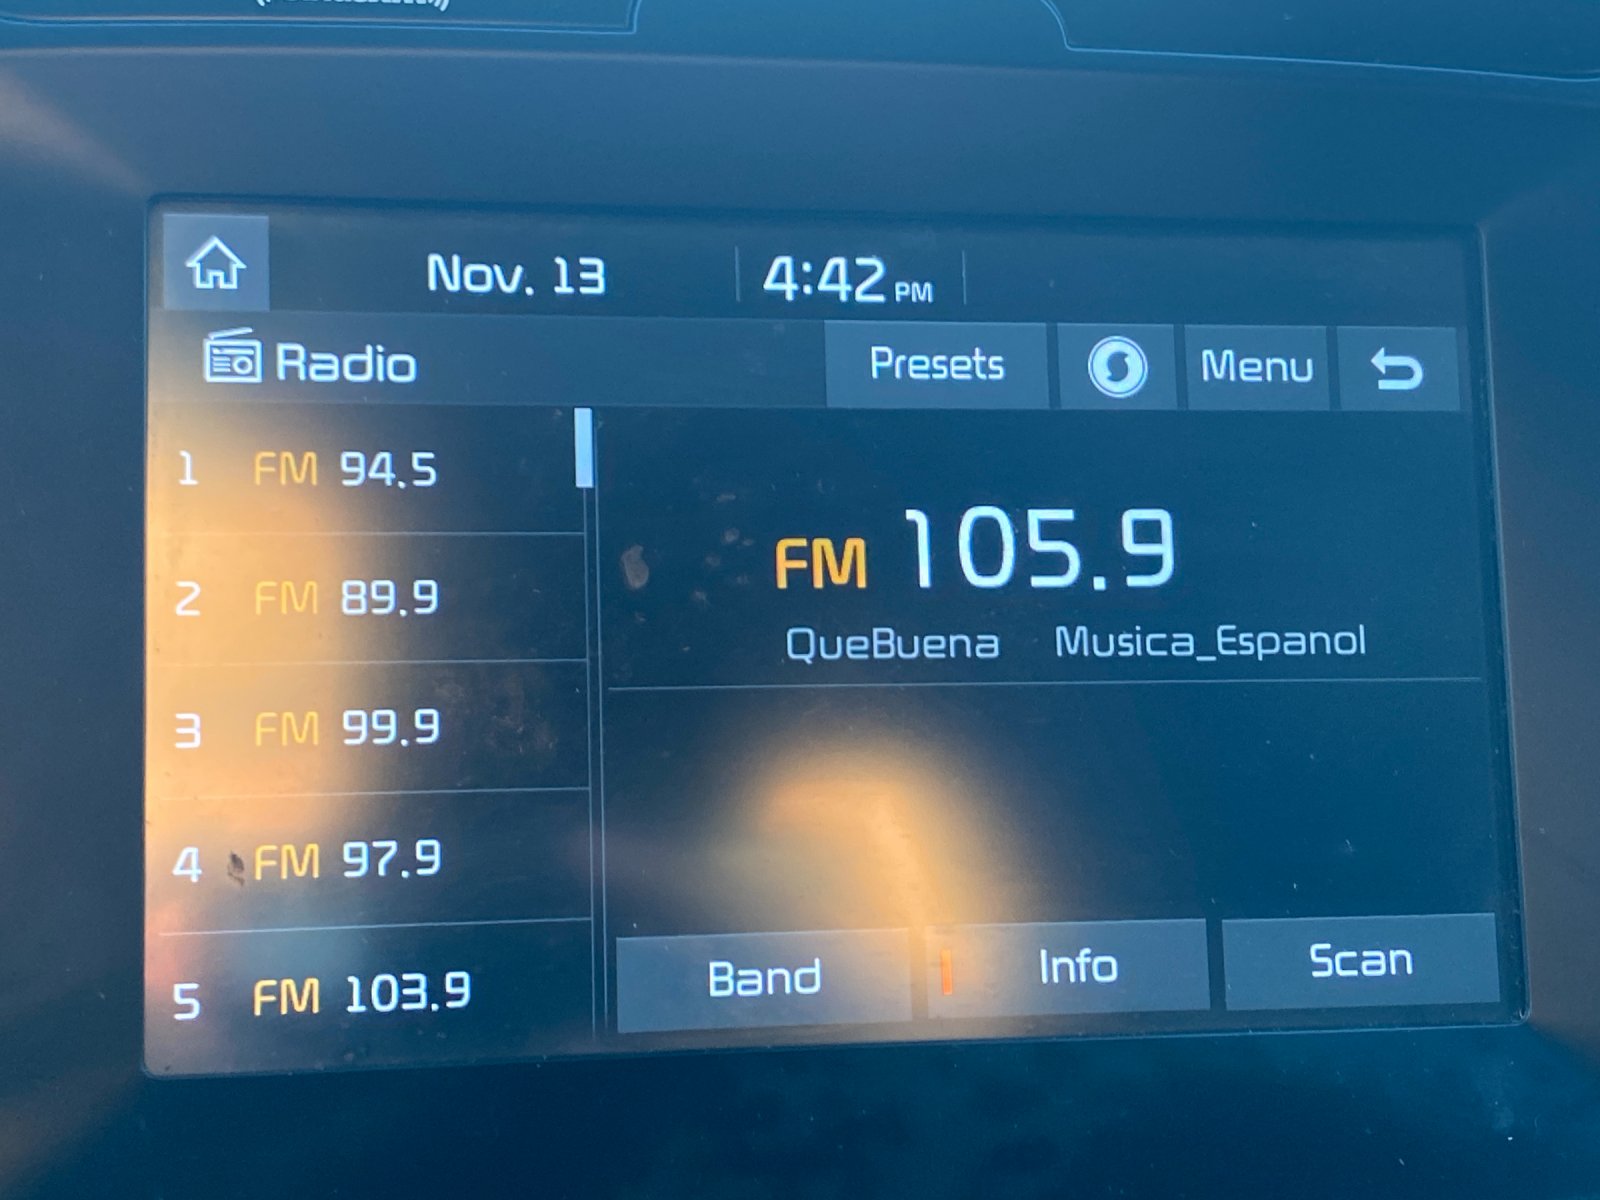 Nov. 13 4:42 PM
Radio Presets Menu
1 FM 94.5
2 FM 89.9
3 FM 99.9
4 FM 97.9
5 FM 103.9
FM 105.9
QueBuena Musica_Espanol
Band Info Scan